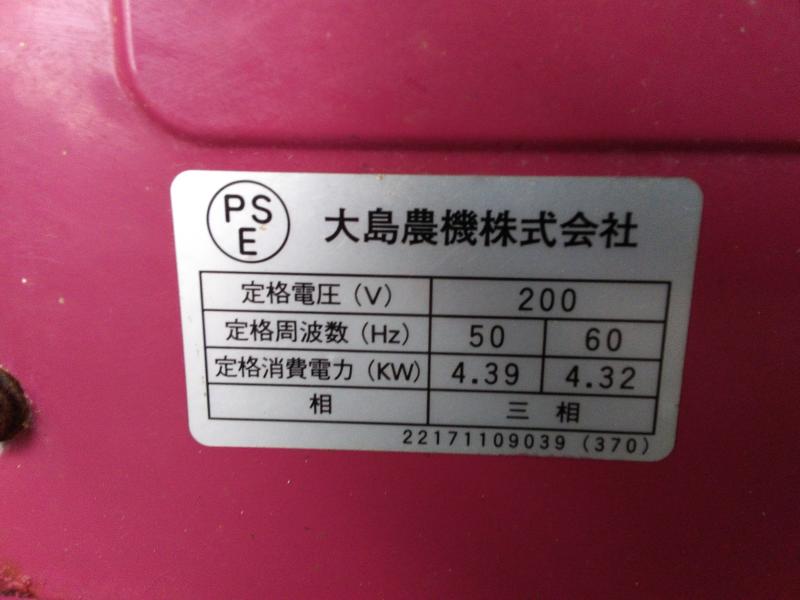 PS
E
大島農機株式会社
定格電圧(V) 200
定格周波数(Hz) 50 60
定格消費電力(KW) 4.39 4.32
相 三相
22171109039(370)